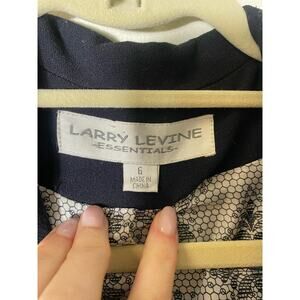 LARRY LEVINE
-ESSENTIALS-
6
MADE IN
CHINA